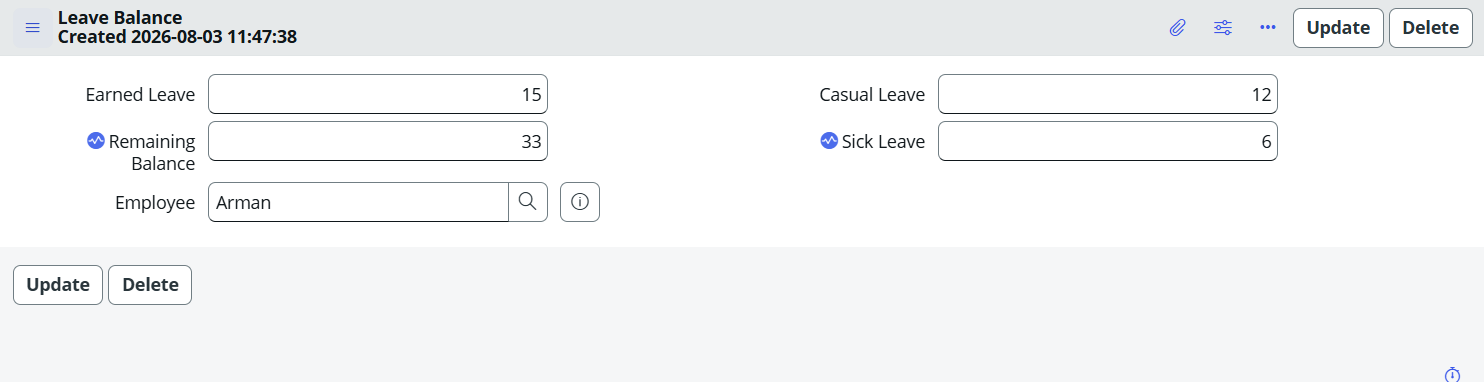 Leave Balance
Created 2026-08-03 11:47:38
Update Delete
Earned Leave 15 Casual Leave 12
Remaining Balance 33 Sick Leave 6
Employee Arman
Update Delete